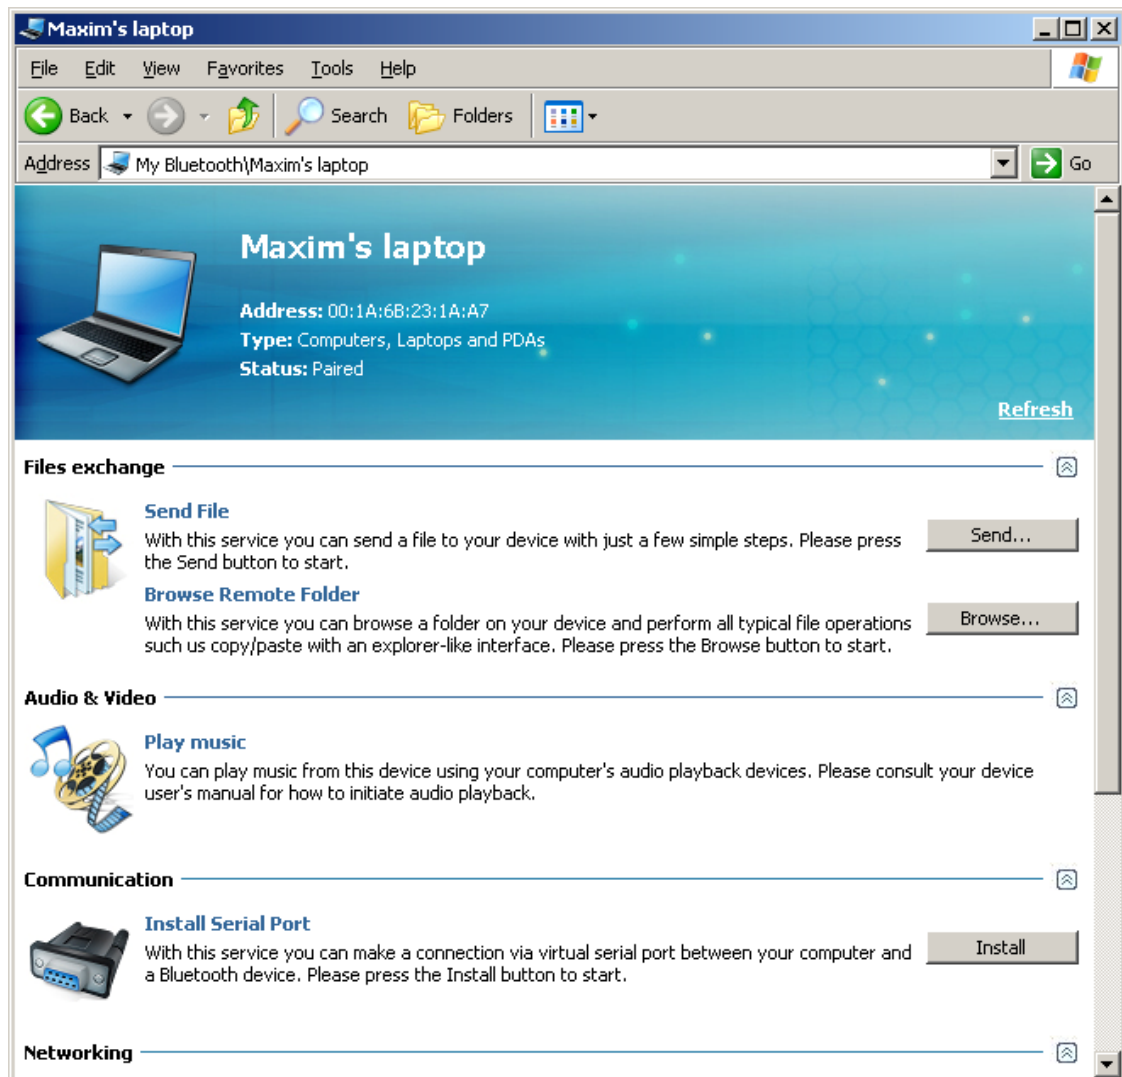 Maxim's laptop
File Edit View Favorites Tools Help
Back Search Folders
Address My Bluetooth\Maxim's laptop Go
Maxim's laptop
Address: 00:1A:6B:23:1A:A7
Type: Computers, Laptops and PDAs
Status: Paired
Refresh
Files exchange
Send File
With this service you can send a file to your device with just a few simple steps. Please press
the Send button to start.
Send...
Browse Remote Folder
With this service you can browse a folder on your device and perform all typical file operations
such us copy/paste with an explorer-like interface. Please press the Browse button to start.
Browse...
Audio & Video
Play music
You can play music from this device using your computer's audio playback devices. Please consult your device
user's manual for how to initiate audio playback.
Communication
Install Serial Port
With this service you can make a connection via virtual serial port between your computer and
a Bluetooth device. Please press the Install button to start.
Install
Networking